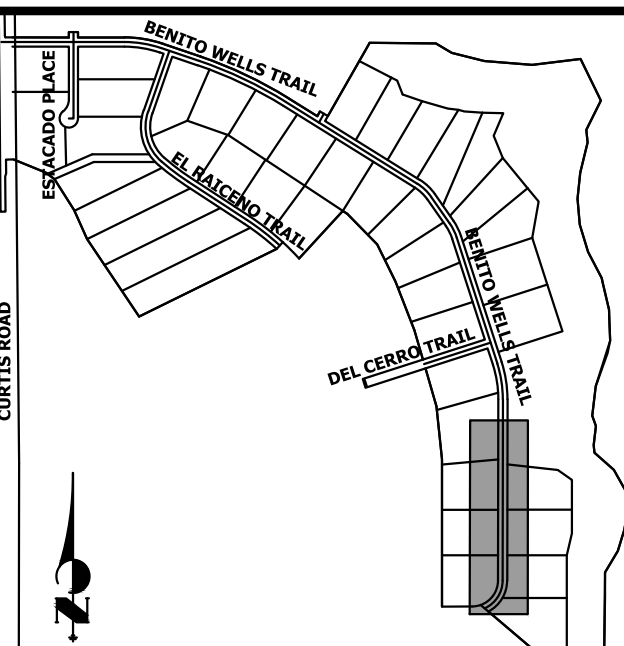 BENITO WELLS TRAIL
ESTACADO PLACE
EL RAICENO TRAIL
BENITO WELLS TRAIL
DEL CERRO TRAIL
CURTIS ROAD
N